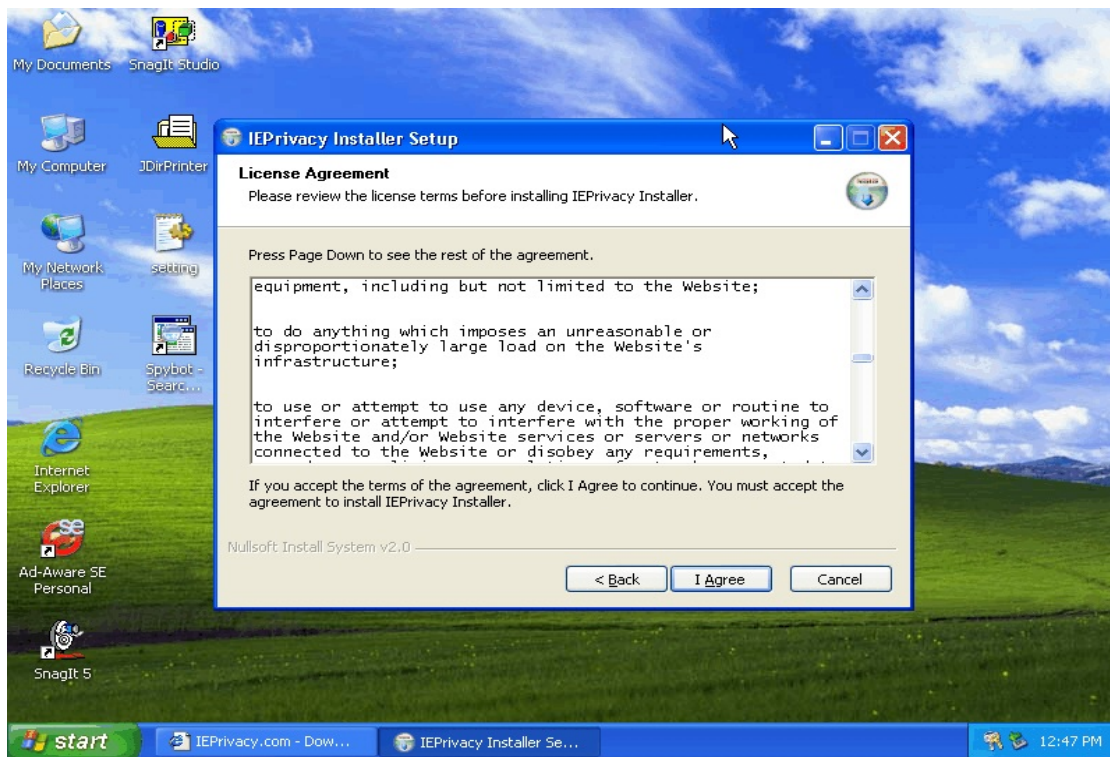 My Documents
SnagIt Studio
My Computer
JDirPrinter
My Network
Places
setting
Recycle Bin
Spybot -
Searc...
Internet
Explorer
Ad-Aware SE
Personal
SnagIt 5
IEPrivacy Installer Setup
License Agreement
Please review the license terms before installing IEPrivacy Installer.
Press Page Down to see the rest of the agreement.
equipment, including but not limited to the Website;
to do anything which imposes an unreasonable or
disproportionately large load on the Website's
infrastructure;
to use or attempt to use any device, software or routine to
interfere or attempt to interfere with the proper working of
the Website and/or Website services or servers or networks
connected to the Website or disobey any requirements,
If you accept the terms of the agreement, click I Agree to continue. You must accept the
agreement to install IEPrivacy Installer.
Nullsoft Install System v2.0
< Back
I Agree
Cancel
start
IEPrivacy.com - Dow...
IEPrivacy Installer Se...
12:47 PM